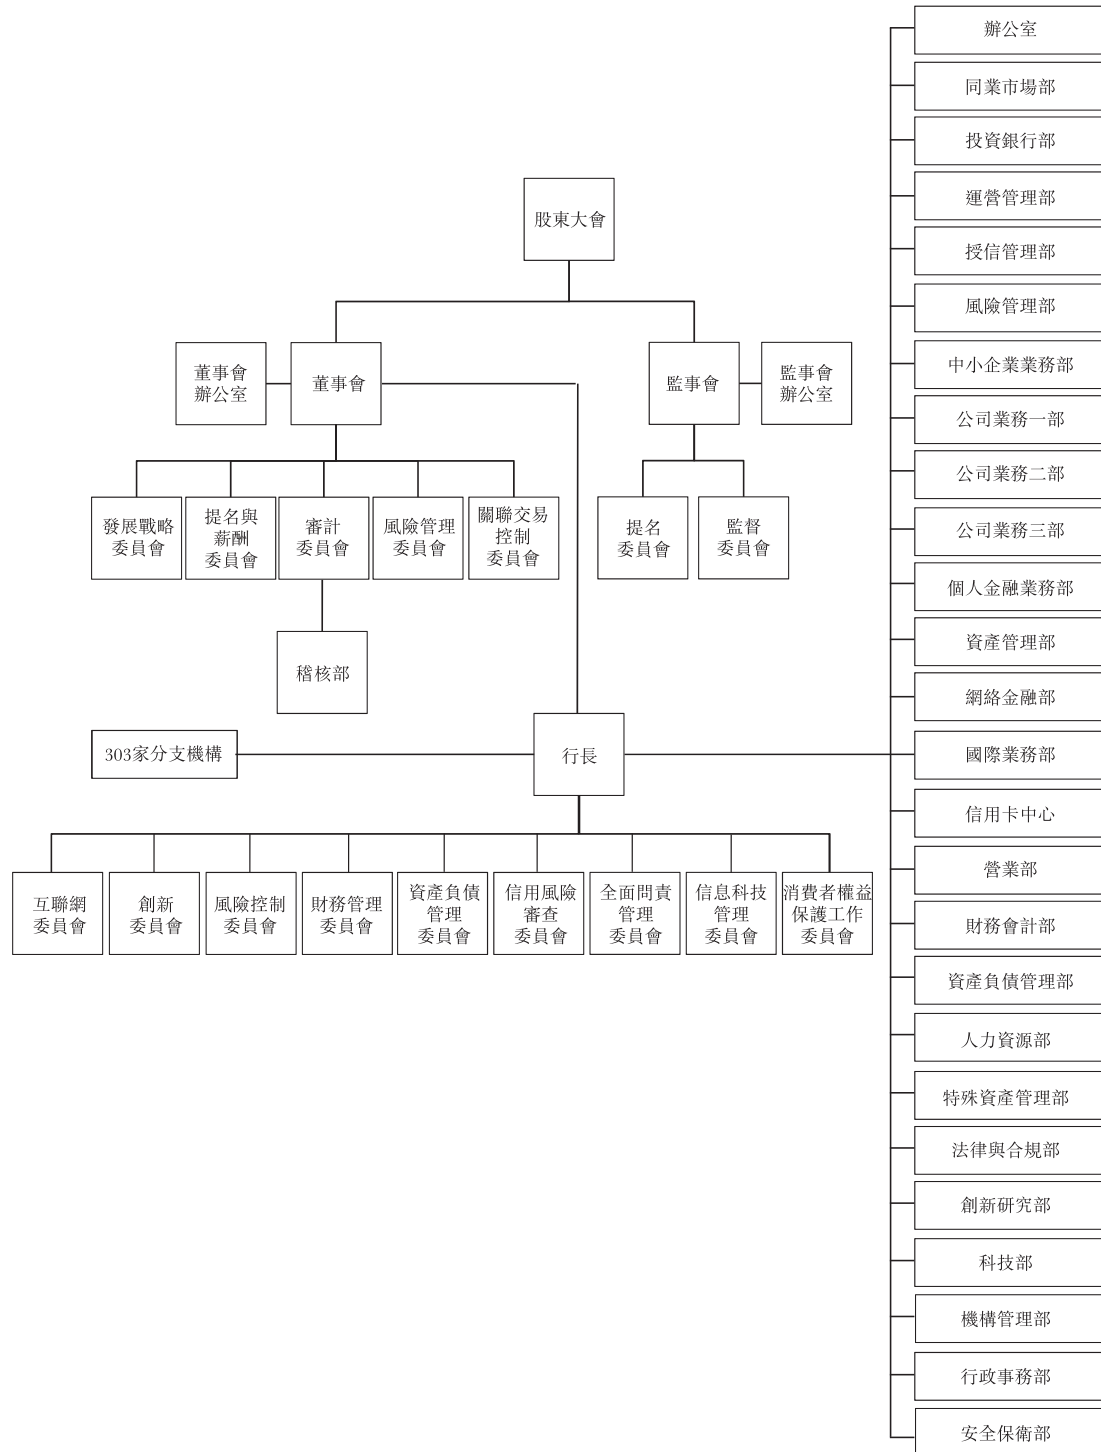 股東大會
董事會
辦公室
董事會
監事會
監事會
辦公室
發展戰略
委員會
提名與
薪酬
委員會
審計
委員會
風險管理
委員會
關聯交易
控制
委員會
提名
委員會
監督
委員會
稽核部
303家分支機構
行長
互聯網
委員會
創新
委員會
風險控制
委員會
財務管理
委員會
資產負債
管理
委員會
信用風險
審查
委員會
全面問責
管理
委員會
信息科技
管理
委員會
消費者權益
保護工作
委員會
辦公室
同業市場部
投資銀行部
運營管理部
授信管理部
風險管理部
中小企業業務部
公司業務一部
公司業務二部
公司業務三部
個人金融業務部
資產管理部
網絡金融部
國際業務部
信用卡中心
營業部
財務會計部
資產負債管理部
人力資源部
特殊資產管理部
法律與合規部
創新研究部
科技部
機構管理部
行政事務部
安全保衛部